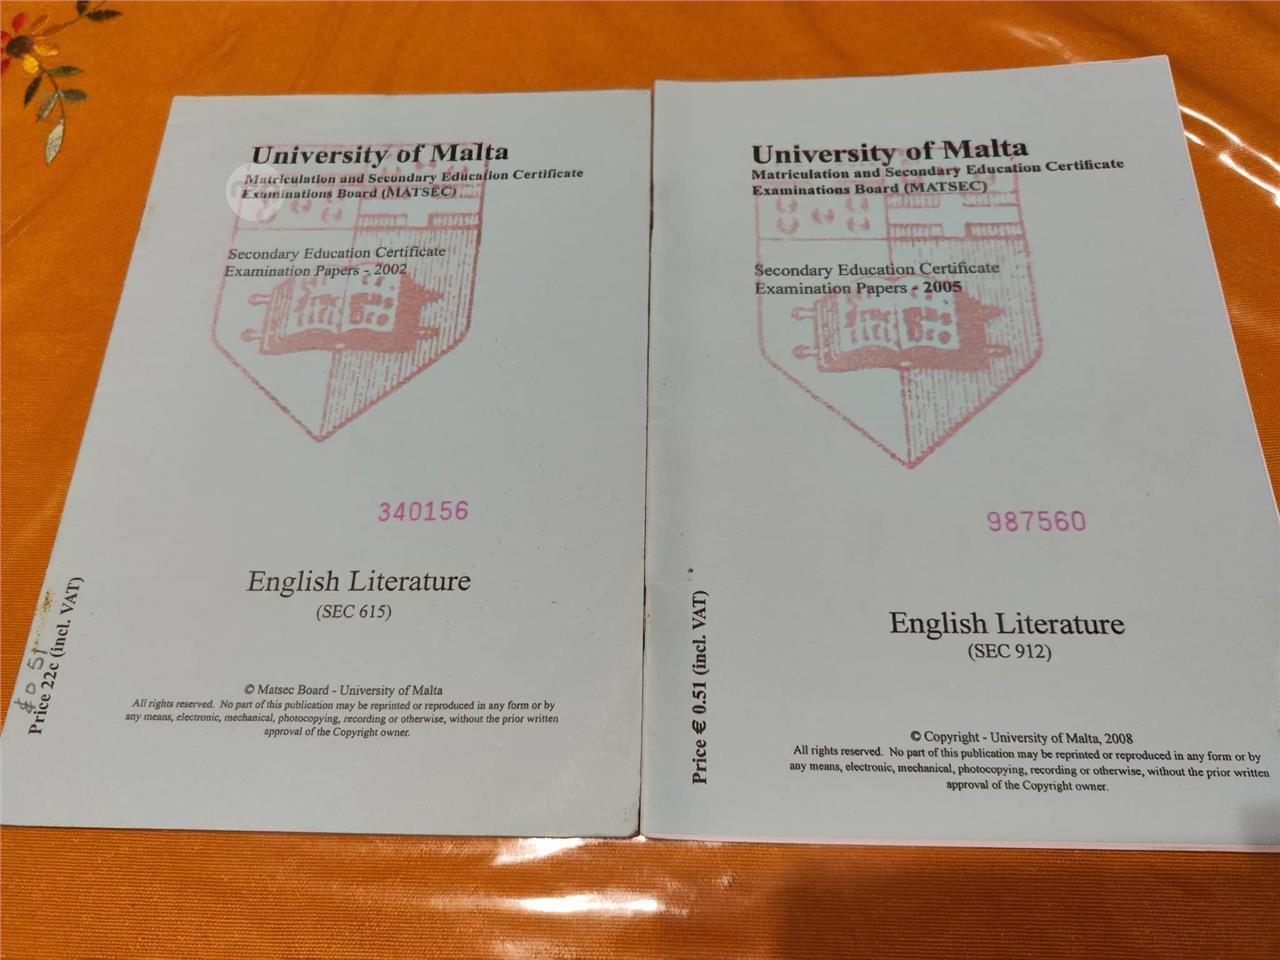 University of Malta
Matriculation and Secondary Education Certificate
Examinations Board (MATSEC)
Secondary Education Certificate
Examination Papers - 2002
340156
English Literature
(SEC 615)
€0.51
Price 22c (incl. VAT)
© Matsec Board - University of Malta
All rights reserved. No part of this publication may be reprinted or reproduced in any form or by
any means, electronic, mechanical, photocopying, recording or otherwise, without the prior written
approval of the Copyright owner.
University of Malta
Matriculation and Secondary Education Certificate
Examinations Board (MATSEC)
Secondary Education Certificate
Examination Papers - 2005
987560
English Literature
(SEC 912)
Price € 0.51 (incl. VAT)
© Copyright - University of Malta, 2008
All rights reserved. No part of this publication may be reprinted or reproduced in any form or by
any means, electronic, mechanical, photocopying, recording or otherwise, without the prior written
approval of the Copyright owner.